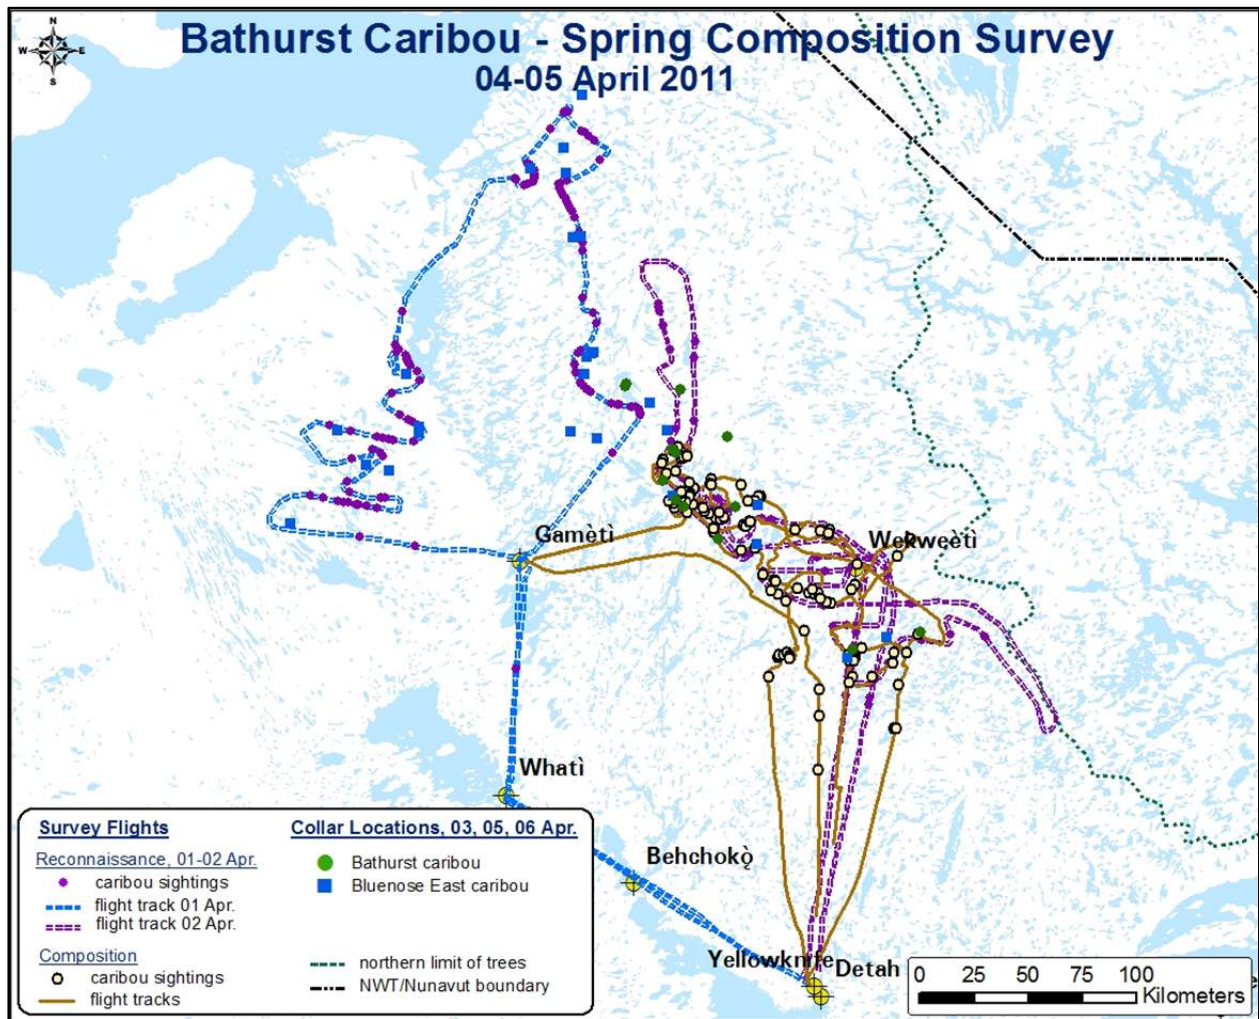 N
W E
S
Bathurst Caribou - Spring Composition Survey
04-05 April 2011
Gamètì
Wekweètì
Whatì
Behchokǫ̀
Yellowknife
Detah
Survey Flights
Reconnaissance, 01-02 Apr.
caribou sightings
flight track 01 Apr.
flight track 02 Apr.
Composition
caribou sightings
flight tracks
Collar Locations, 03, 05, 06 Apr.
Bathurst caribou
Bluenose East caribou
northern limit of trees
NWT/Nunavut boundary
0 25 50 75 100
Kilometers